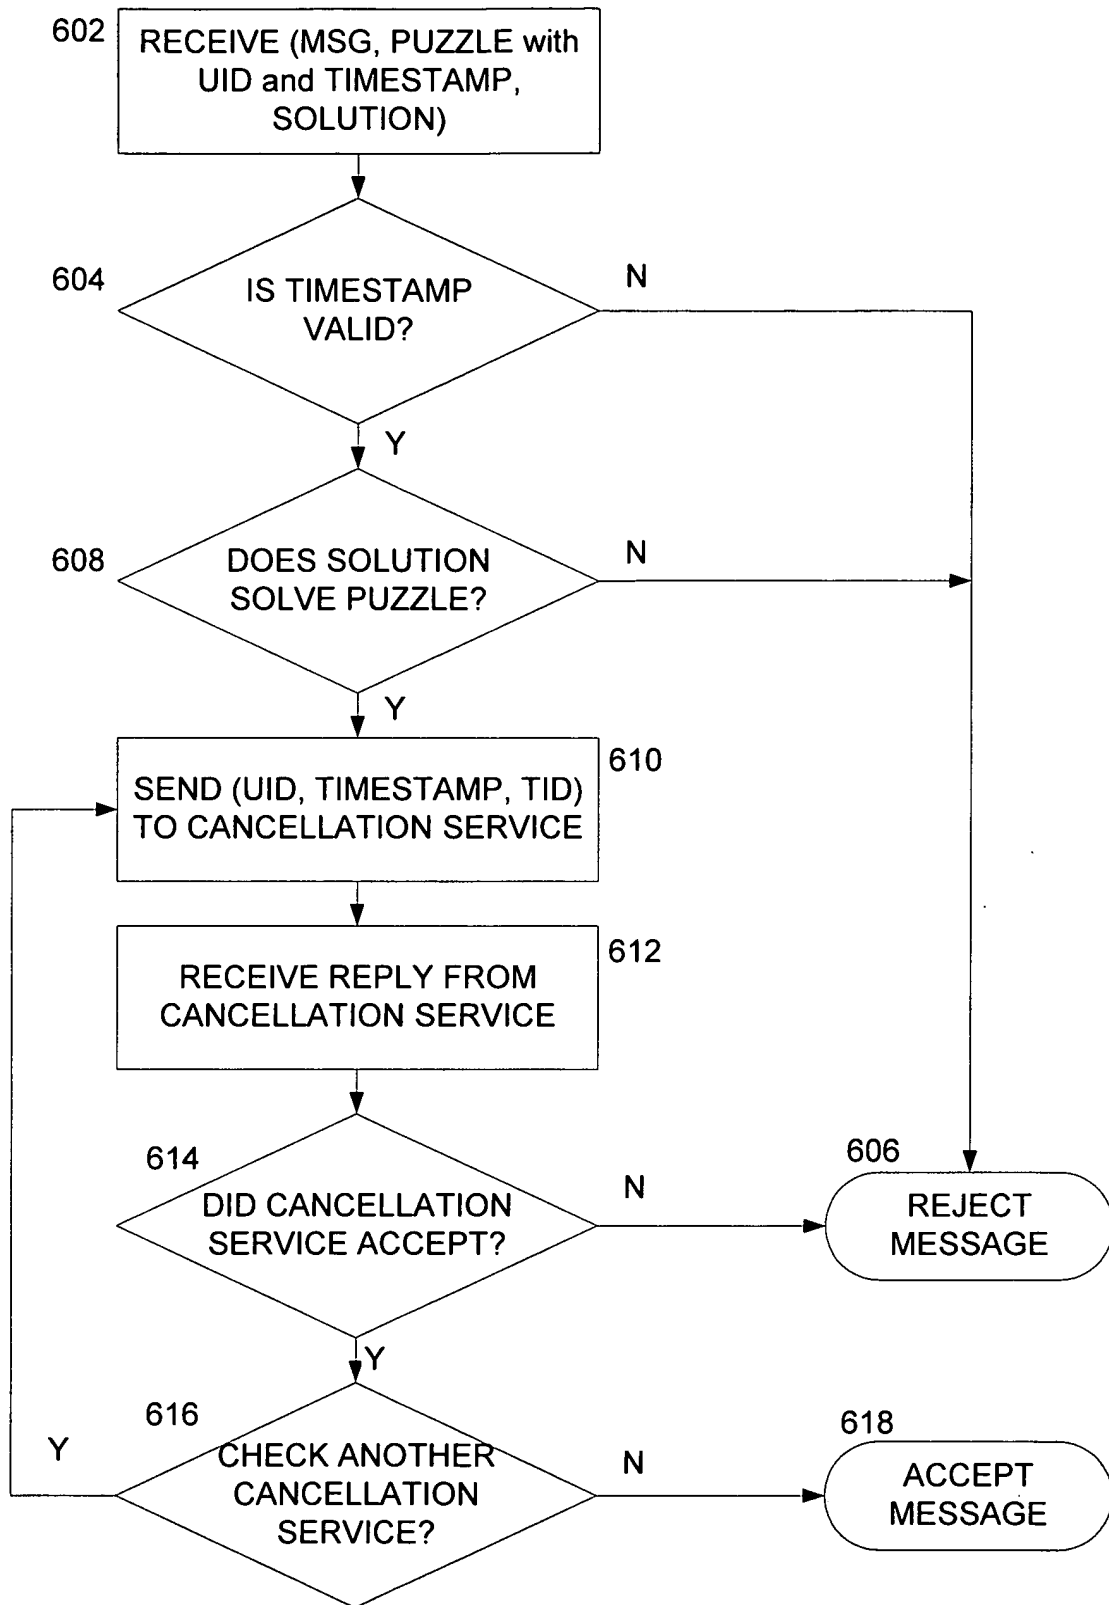 602
RECEIVE (MSG, PUZZLE with
UID and TIMESTAMP,
SOLUTION)
604
IS TIMESTAMP
VALID?
N
Y
608
DOES SOLUTION
SOLVE PUZZLE?
N
Y
610
SEND (UID, TIMESTAMP, TID)
TO CANCELLATION SERVICE
612
RECEIVE REPLY FROM
CANCELLATION SERVICE
614
DID CANCELLATION
SERVICE ACCEPT?
N
606
REJECT
MESSAGE
Y
616
CHECK ANOTHER
CANCELLATION
SERVICE?
Y
N
618
ACCEPT
MESSAGE